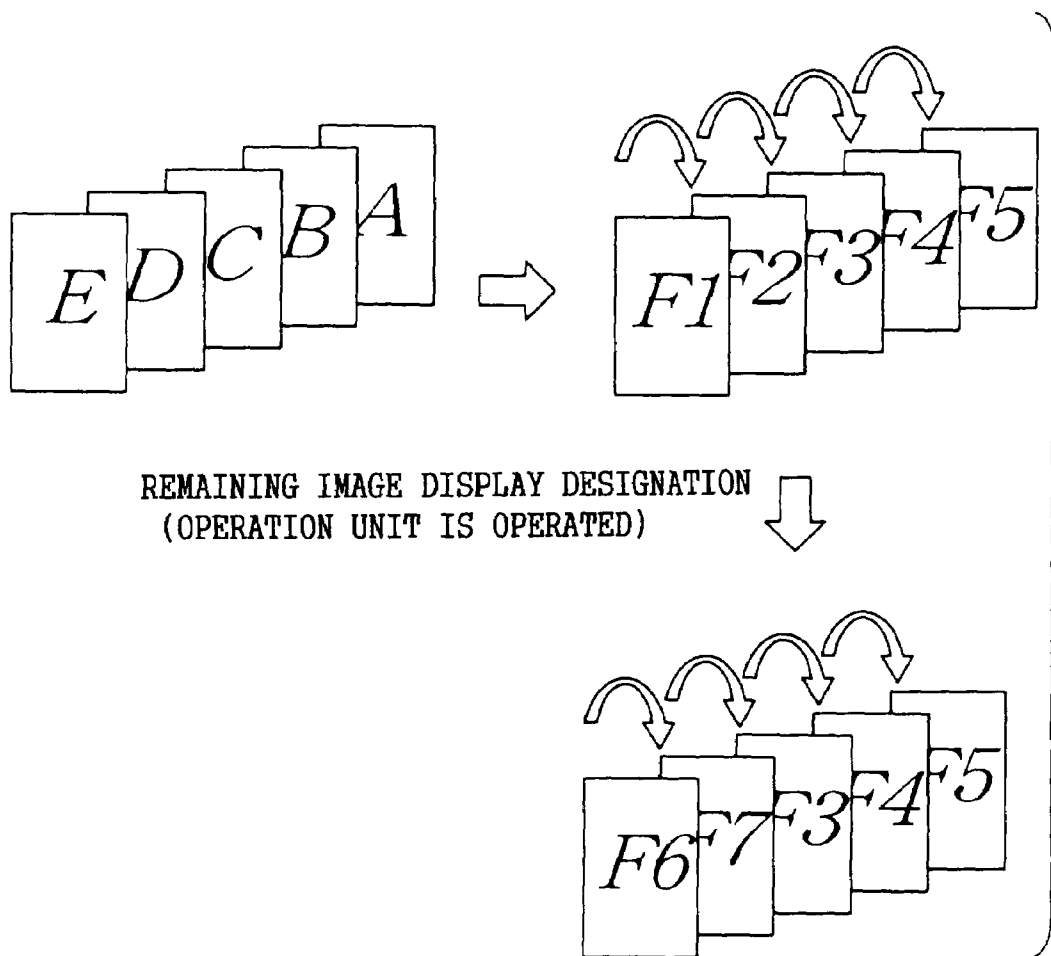 E D C B A
F1 F2 F3 F4 F5
REMAINING IMAGE DISPLAY DESIGNATION
(OPERATION UNIT IS OPERATED)
F6 F7 F3 F4 F5